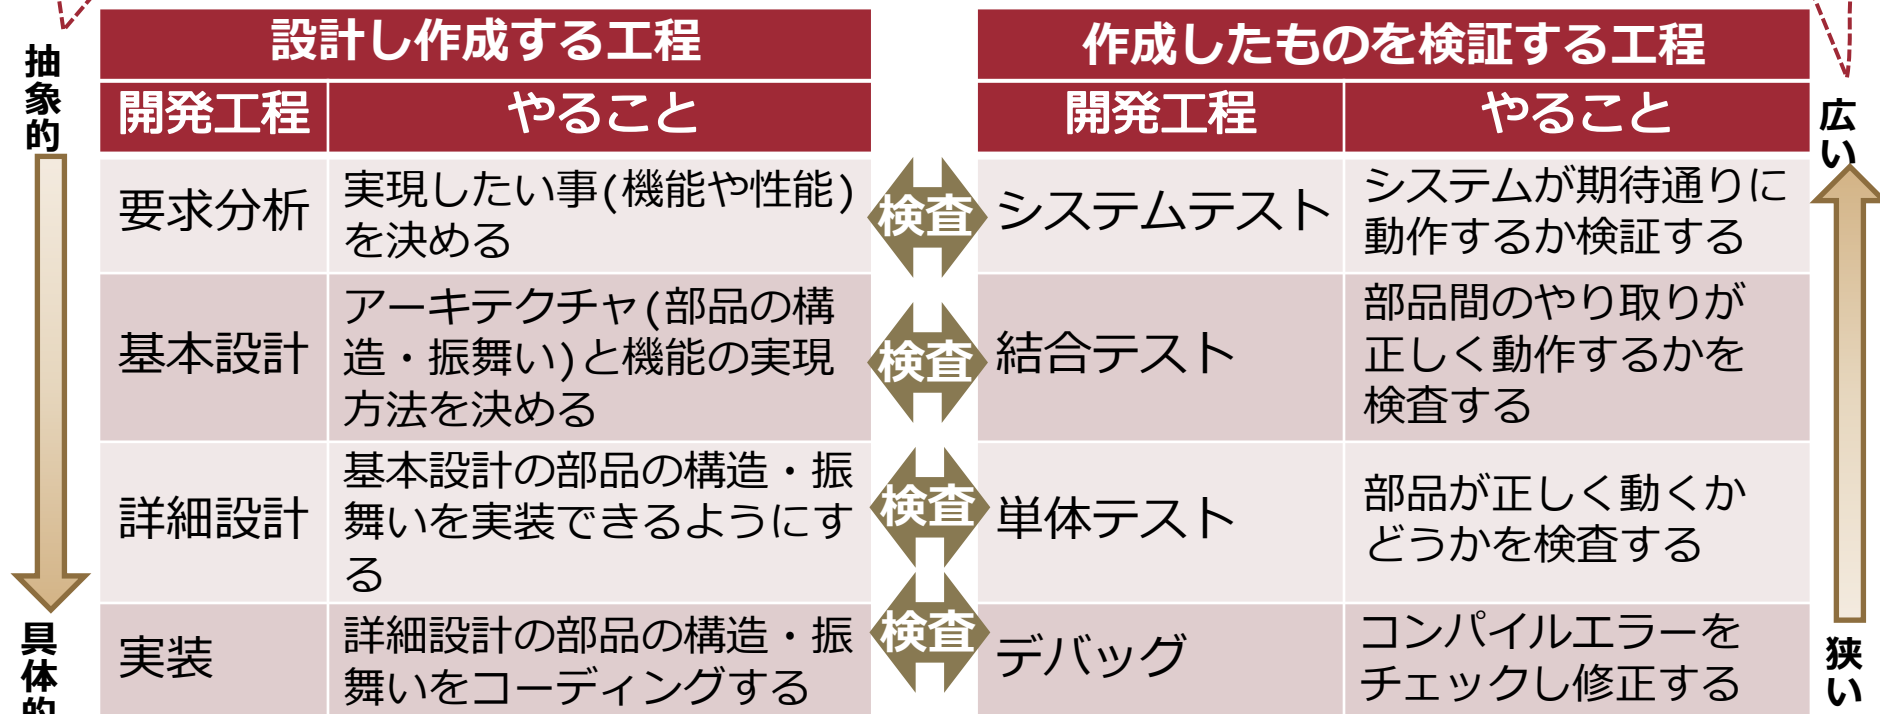 抽象的
具体的
設計し作成する工程
開発工程 やること
要求分析
実現したい事(機能や性能)
を決める
基本設計
アーキテクチャ(部品の構
造・振舞い)と機能の実現
方法を決める
詳細設計
基本設計の部品の構造・振
舞いを実装できるようにす
る
実装
詳細設計の部品の構造・振
舞いをコーディングする
検査
検査
検査
検査
作成したものを検証する工程
開発工程 やること
システムテスト
システムが期待通りに
動作するか検証する
結合テスト
部品間のやり取りが
正しく動作するかを
検査する
単体テスト
部品が正しく動くか
どうかを検査する
デバッグ
コンパイルエラーを
チェックし修正する
広い
狭い